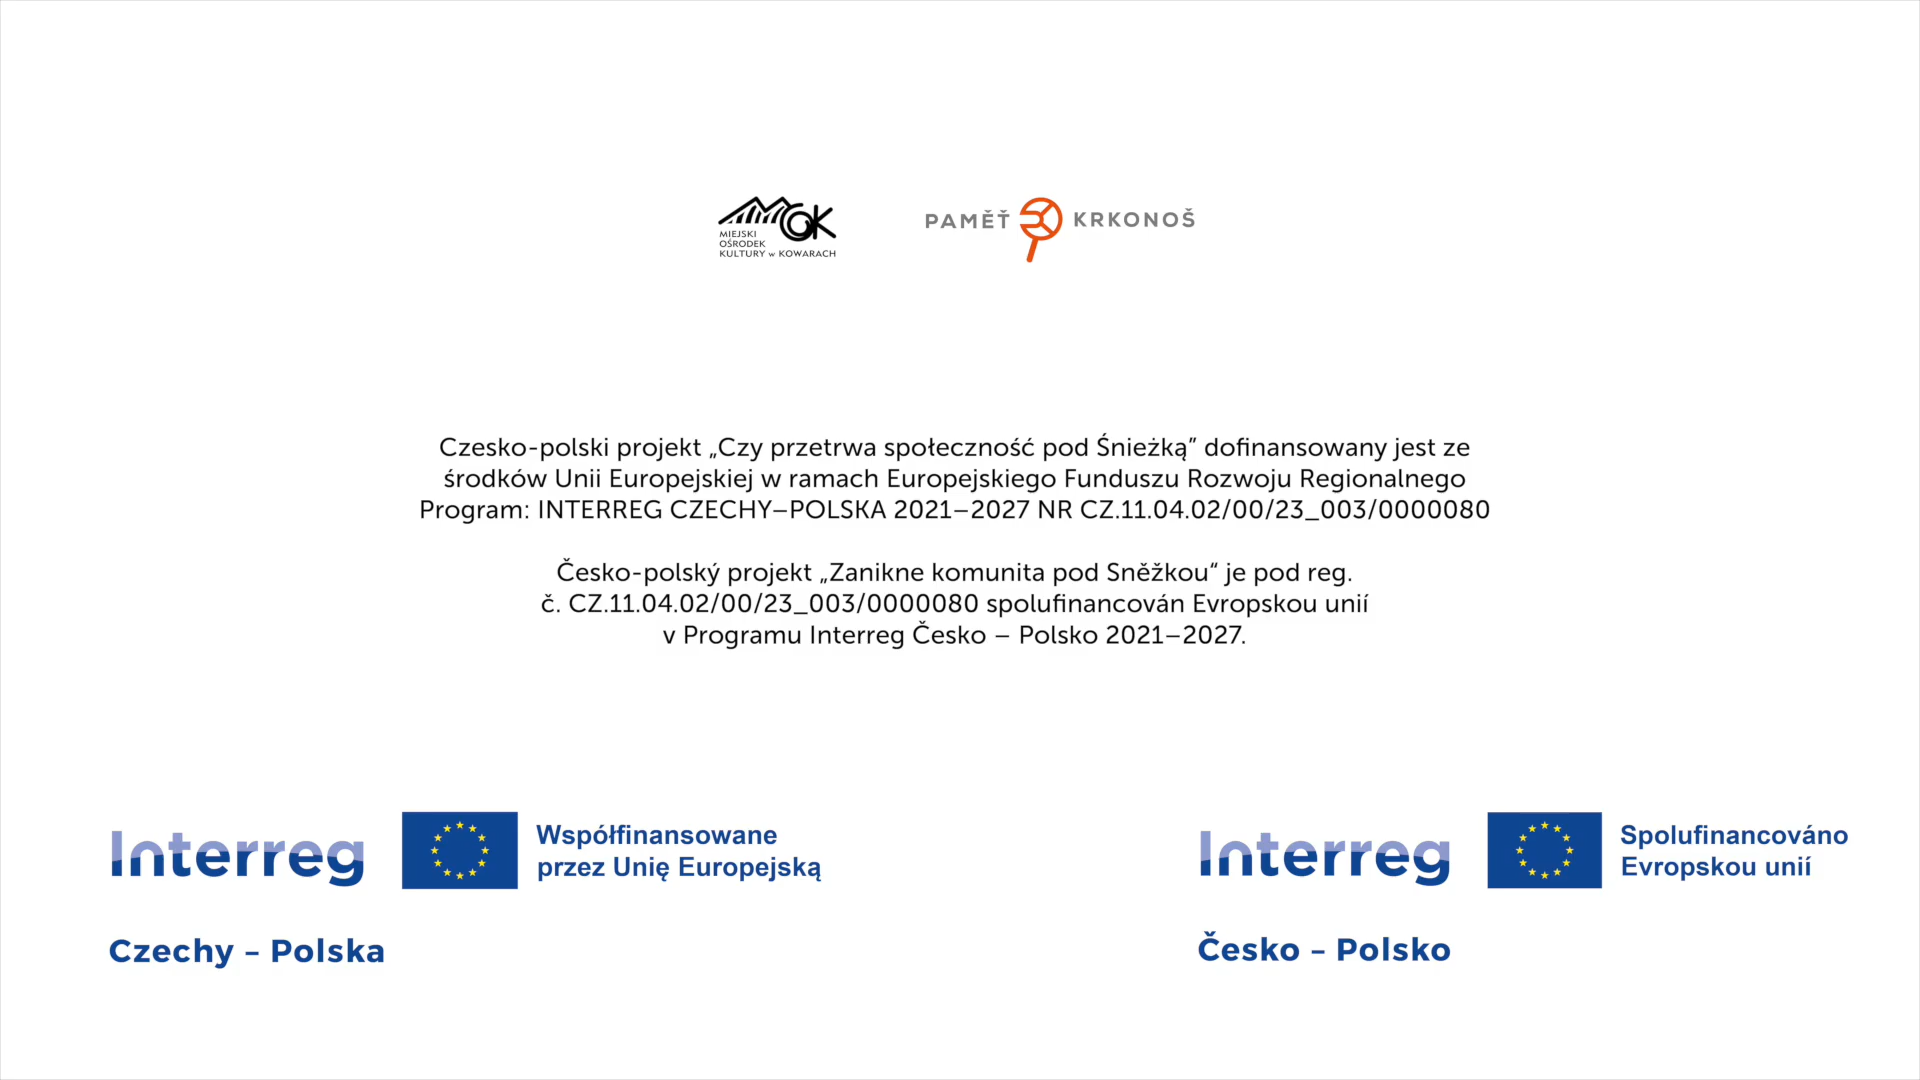 MOK
MIEJSKI
OŚRODEK
KULTURY w KOWARACH
PAMĚŤ KRKONOŠ
Czesko-polski projekt „Czy przetrwa społeczność pod Śnieżką” dofinansowany jest ze
środków Unii Europejskiej w ramach Europejskiego Funduszu Rozwoju Regionalnego
Program: INTERREG CZECHY–POLSKA 2021–2027 NR CZ.11.04.02/00/23_003/0000080
Česko-polský projekt „Zanikne komunita pod Sněžkou“ je pod reg.
č. CZ.11.04.02/00/23_003/0000080 spolufinancován Evropskou unií
v Programu Interreg Česko – Polsko 2021–2027.
Interreg
Współfinansowane
przez Unię Europejską
Czechy – Polska
Interreg
Spolufinancováno
Evropskou unií
Česko – Polsko